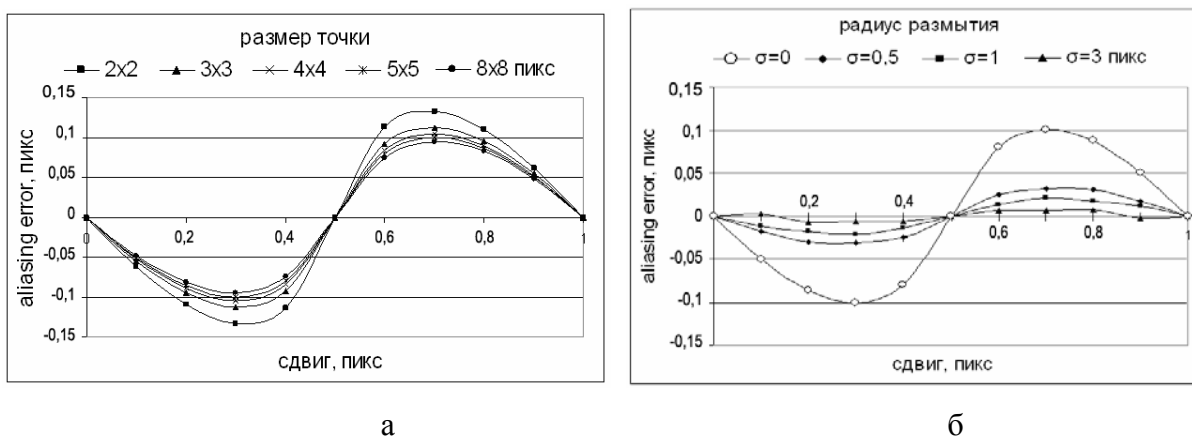 размер точки
2x2 3x3 4x4 5x5 8x8 пикс
0,15
0,1
0,05
0
-0,05
-0,1
-0,15
0 0,2 0,4 0,6 0,8 1
aliasing error, пикс
сдвиг, пикс
а
радиус размытия
σ=0 σ=0,5 σ=1 σ=3 пикс
0,15
0,1
0,05
0
-0,05
-0,1
-0,15
0,2 0,4 0,6 0,8 1
aliasing error, пикс
сдвиг, пикс
б